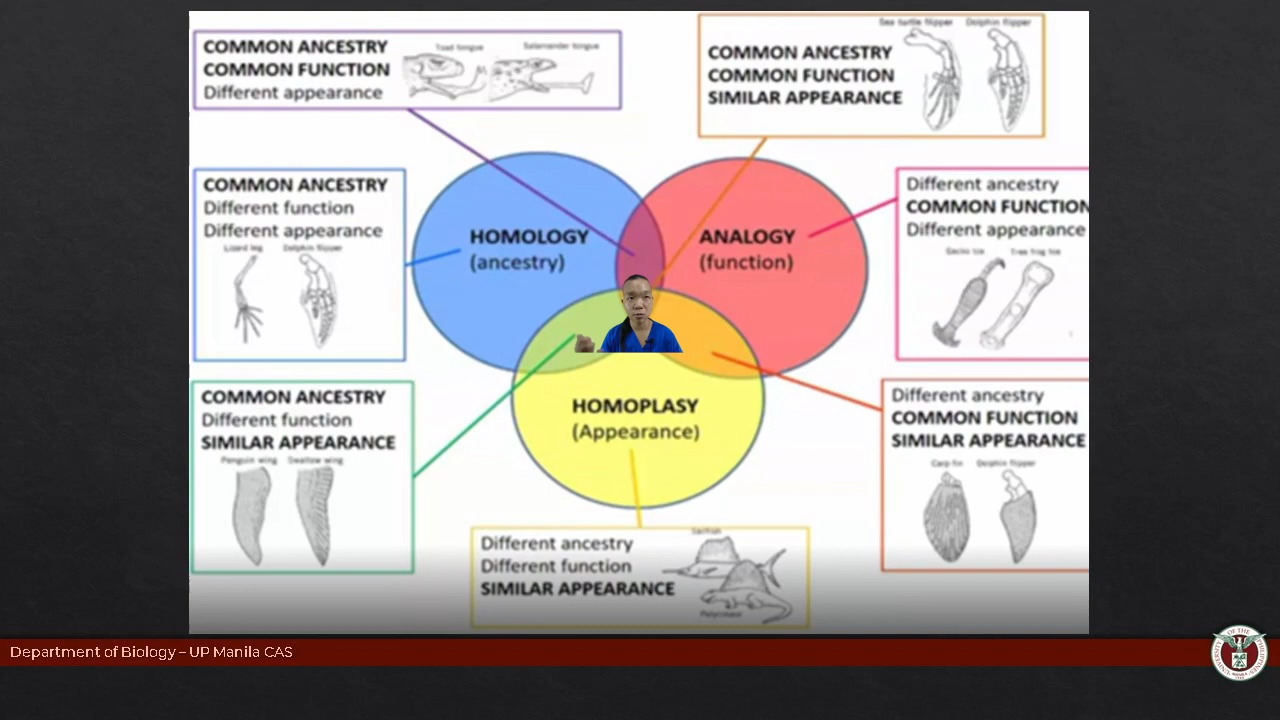 COMMON ANCESTRY
COMMON FUNCTION
Different appearance
Toad tongue
Salamander tongue
COMMON ANCESTRY
COMMON FUNCTION
SIMILAR APPEARANCE
Sea turtle flipper
Dolphin flipper
COMMON ANCESTRY
Different function
Different appearance
Lizard leg
Dolphin flipper
HOMOLOGY
(ancestry)
ANALOGY
(function)
Different ancestry
COMMON FUNCTION
Different appearance
Gecko toe
Tree frog toe
COMMON ANCESTRY
Different function
SIMILAR APPEARANCE
Penguin wing
Swallow wing
HOMOPLASY
(Appearance)
Different ancestry
COMMON FUNCTION
SIMILAR APPEARANCE
Carp fin
Dolphin flipper
Different ancestry
Different function
SIMILAR APPEARANCE
Sailfish
Department of Biology – UP Manila CAS